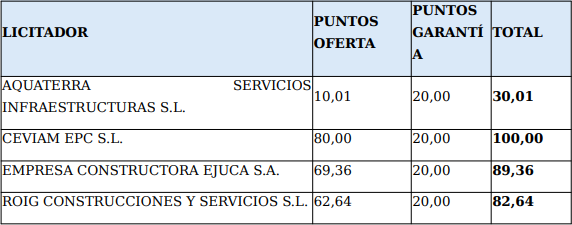 LICITADOR PUNTOS OFERTA PUNTOS GARANTÍA TOTAL
AQUATERRA SERVICIOS
INFRAESTRUCTURAS S.L. 10,01 20,00 30,01
CEVIAM EPC S.L. 80,00 20,00 100,00
EMPRESA CONSTRUCTORA EJUCA S.A. 69,36 20,00 89,36
ROIG CONSTRUCCIONES Y SERVICIOS S.L. 62,64 20,00 82,64